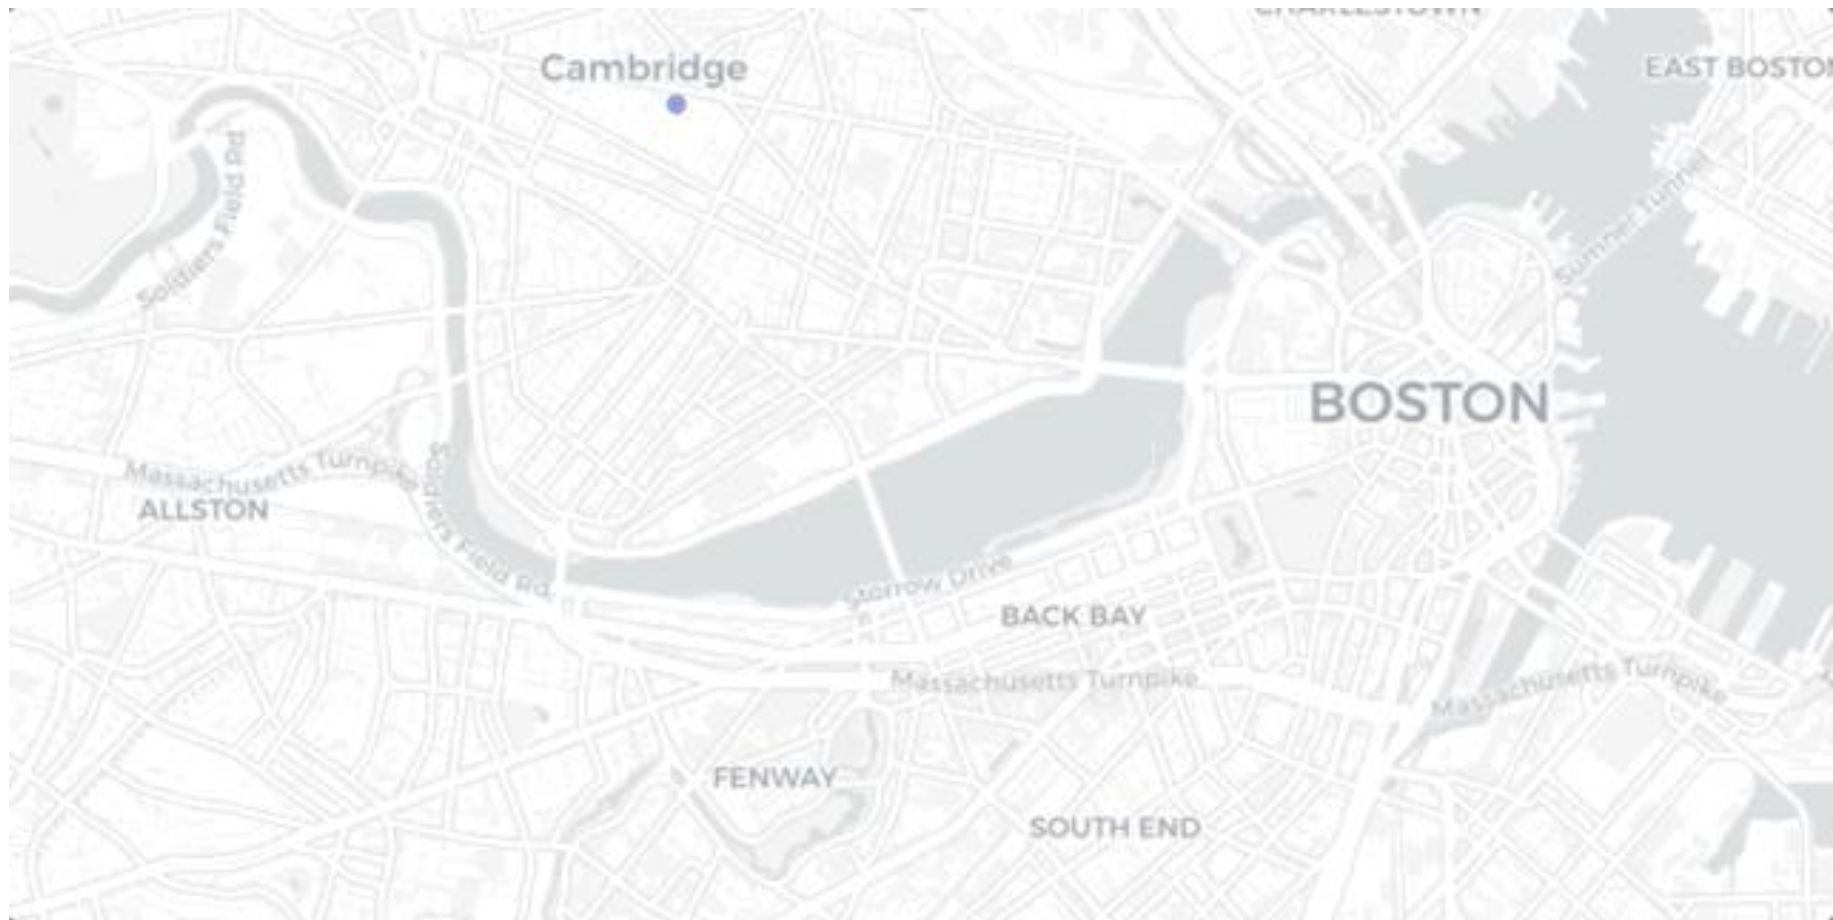 CHARLESTOWN
Cambridge
EAST BOSTON
Soldiers Field Rd
Sumner Tunnel
BOSTON
Massachusetts Turnpike
ALLSTON
Soldiers Field Rd
Storrow Drive
BACK BAY
Massachusetts Turnpike
Massachusetts Turnpike
FENWAY
SOUTH END